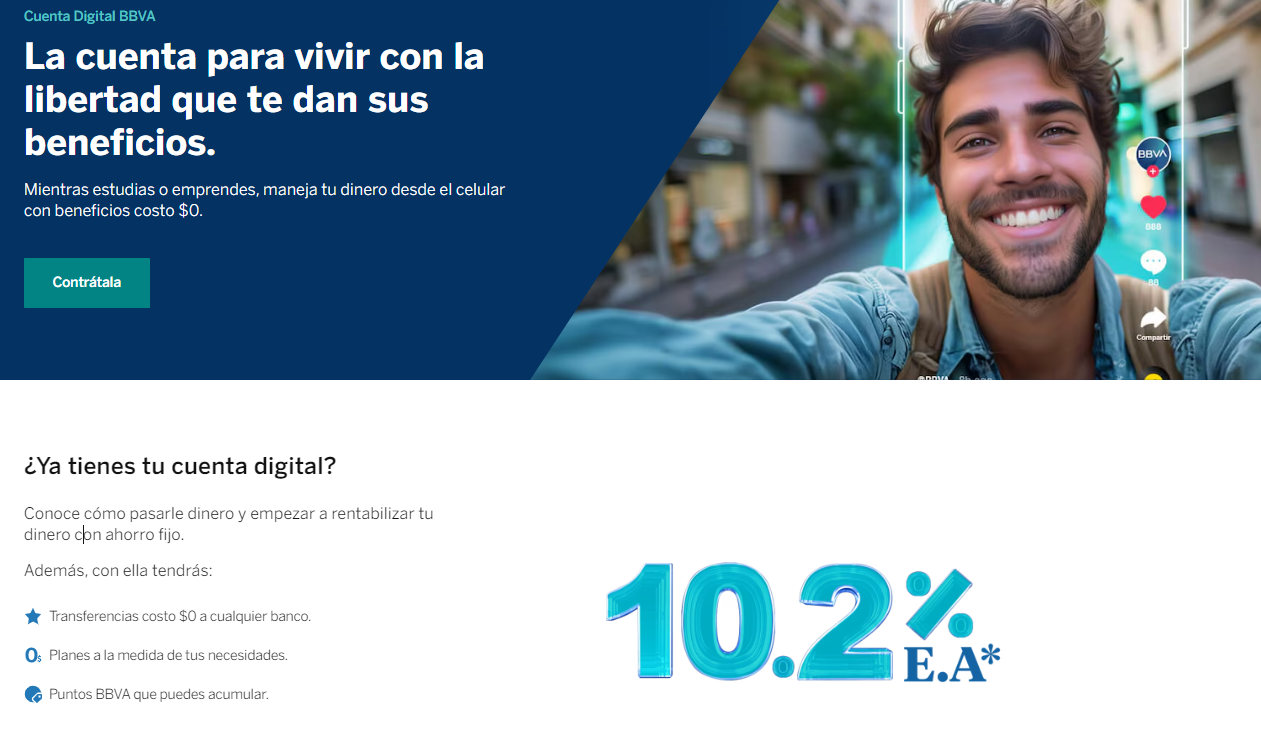 Cuenta Digital BBVA
La cuenta para vivir con la
libertad que te dan sus
beneficios.
Mientras estudias o emprendes, maneja tu dinero desde el celular
con beneficios costo $0.
Contrátala
BBVA
888
88
Compartir
@BBVA
¿Ya tienes tu cuenta digital?
Conoce cómo pasarle dinero y empezar a rentabilizar tu
dinero con ahorro fijo.
Además, con ella tendrás:
Transferencias costo $0 a cualquier banco.
0$ Planes a la medida de tus necesidades.
Puntos BBVA que puedes acumular.
10.2%
E.A*